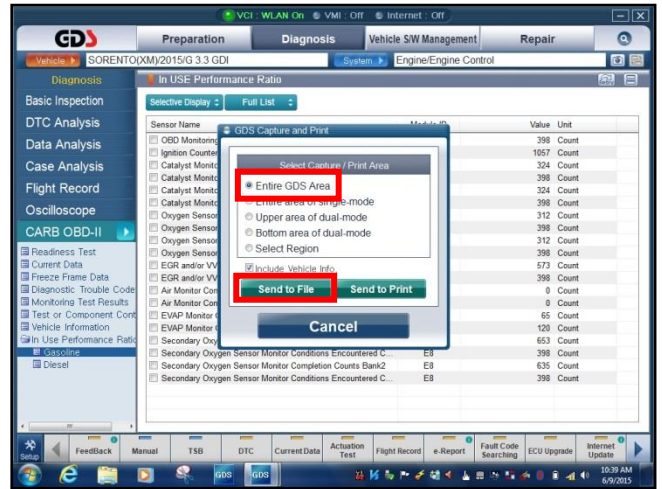 VCI : WLAN On VMI : Off Internet : Off
GDS Preparation Diagnosis Vehicle S/W Management Repair
Vehicle SORENTO(XM)/2015/G 3.3 GDI System Engine/Engine Control
Diagnosis
In USE Performance Ratio
Basic Inspection
DTC Analysis
Data Analysis
Case Analysis
Flight Record
Oscilloscope
CARB OBD-II
Readiness Test
Current Data
Freeze Frame Data
Diagnostic Trouble Code
Monitoring Test Results
Test or Component Cont
Vehicle Information
In Use Performance Ratio
Gasoline
Diesel
Selective Display Full List
Sensor Name Value Unit
OBD Monitoring 398 Count
Ignition Counter 1057 Count
Catalyst Monito 324 Count
Catalyst Monito 398 Count
Catalyst Monito 324 Count
Catalyst Monito 398 Count
Oxygen Sensor 312 Count
Oxygen Sensor 398 Count
Oxygen Sensor 312 Count
Oxygen Sensor 398 Count
EGR and/or VV 573 Count
EGR and/or VV 398 Count
Air Monitor Con 0 Count
Air Monitor Con 0 Count
EVAP Monitor 65 Count
EVAP Monitor 120 Count
Secondary Oxy 653 Count
Secondary Oxygen Sensor Monitor Conditions Encountered C... E8 398 Count
Secondary Oxygen Sensor Monitor Completion Counts Bank2 E8 635 Count
Secondary Oxygen Sensor Monitor Conditions Encountered C... E8 398 Count
GDS Capture and Print
Select Capture / Print Area
Entire GDS Area
Entire area of single-mode
Upper area of dual-mode
Bottom area of dual-mode
Select Region
Include Vehicle Info.
Send to File Send to Print
Cancel
Setup FeedBack Manual TSB DTC Current Data Actuation Test Flight Record e-Report Fault Code Searching ECU Upgrade Internet Update
GDS GDS
10:39 AM
6/9/2015